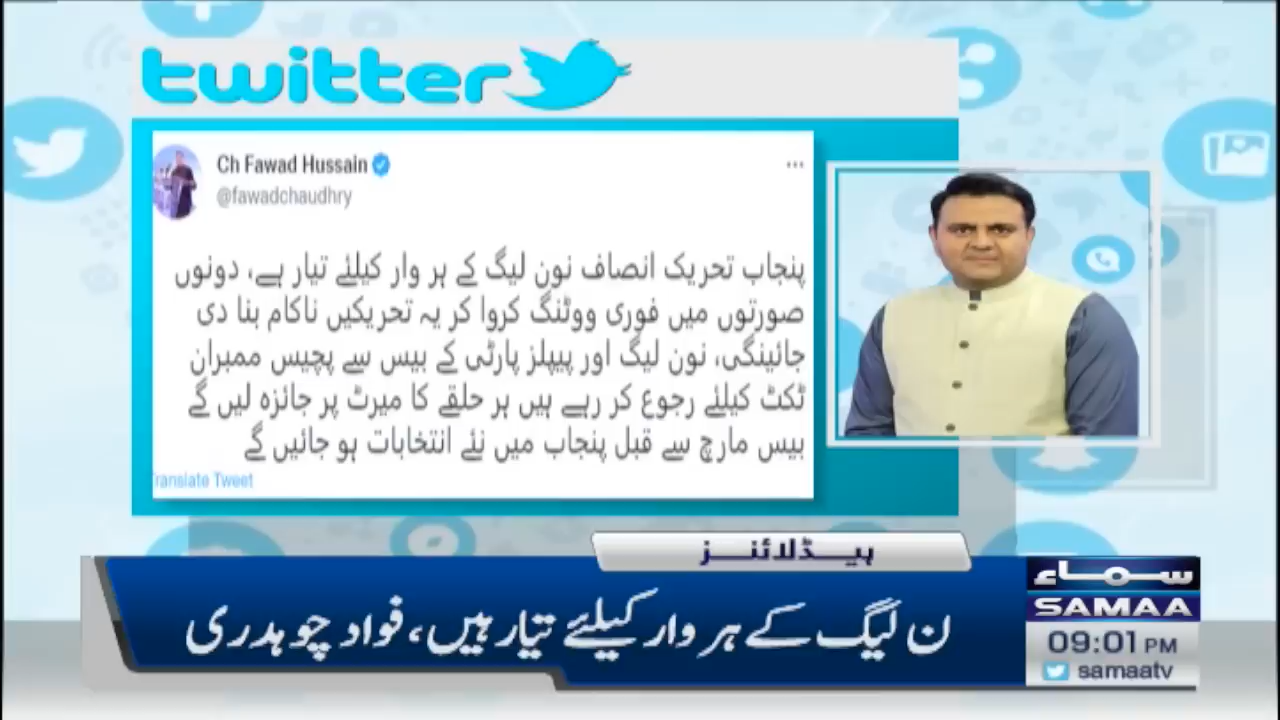 twitter
Ch Fawad Hussain
@fawadchaudhry
پنجاب تحریک انصاف نون لیگ کے ہر وار کیلئے تیار ہے، دونوں
صورتوں میں فوری ووٹنگ کروا کر یہ تحریکیں ناکام بنا دی
جائینگی، نون لیگ اور پیپلز پارٹی کے بیس سے پچیس ممبران
ٹکٹ کیلئے رجوع کر رہے ہیں ہر حلقے کا میرٹ پر جائزہ لیں گے
بیس مارچ سے قبل پنجاب میں نئے انتخابات ہو جائیں گے
Translate Tweet
ہیڈلائنز
ن لیگ کے ہر وار کیلئے تیار ہیں، فواد چوہدری
سماء
SAMAA
09:01 PM
samaatv